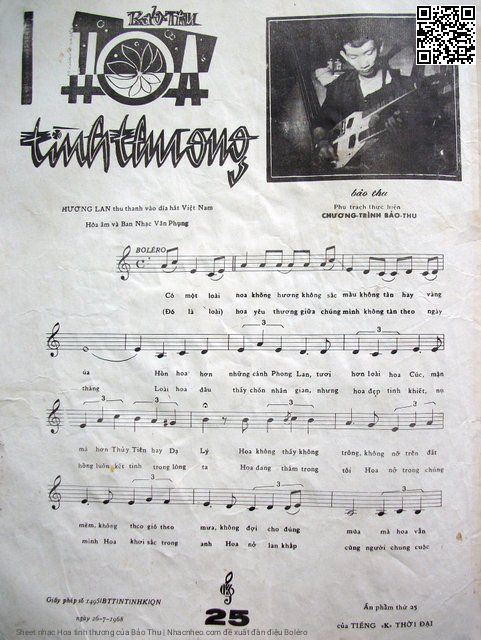 Bảo-Thu
HOA
tình thương
bảo thu
Phụ trách thực hiện
CHƯƠNG-TRÌNH BẢO-THU
HƯƠNG LAN thu thanh vào dĩa hát Việt Nam
Hòa âm và Ban Nhạc Văn Phụng
BOLÉRO
Có một loài hoa không hương không sắc màu không tàn hay vàng
(Đó là loài) hoa yêu thương giữa chúng mình không tàn theo ngày
úa Hồn hoa hơn những cánh Phong Lan, tươi hơn loài hoa Cúc, mặn
tháng Loài hoa đâu thấy chốn nhân gian, nhưng hoa đẹp tinh khiết, nụ
mà hơn Thủy Tiên hay Dạ Lý Hoa không thấy không trồng, không nở trên đất
hồng luôn kết tinh trong lòng ta Hoa đang thắm trong tôi Hoa nở trong chúng
mềm, không theo gió theo mưa, không đợi cho đúng mùa mà hoa vẫn
mình Hoa khơi sắc trong anh Hoa nở lan khắp cùng người chung cuộc
Giấy phép số 1495/BTTINTINHKIQN
ngày 26-7-1968
25
Ấn phẩm thứ 25
của TIẾNG «K» THỜI ĐẠI
Sheet nhạc Hoa tình thương của Bảo Thu | Nhacnheo.com đề xuất đàn điệu Boléro